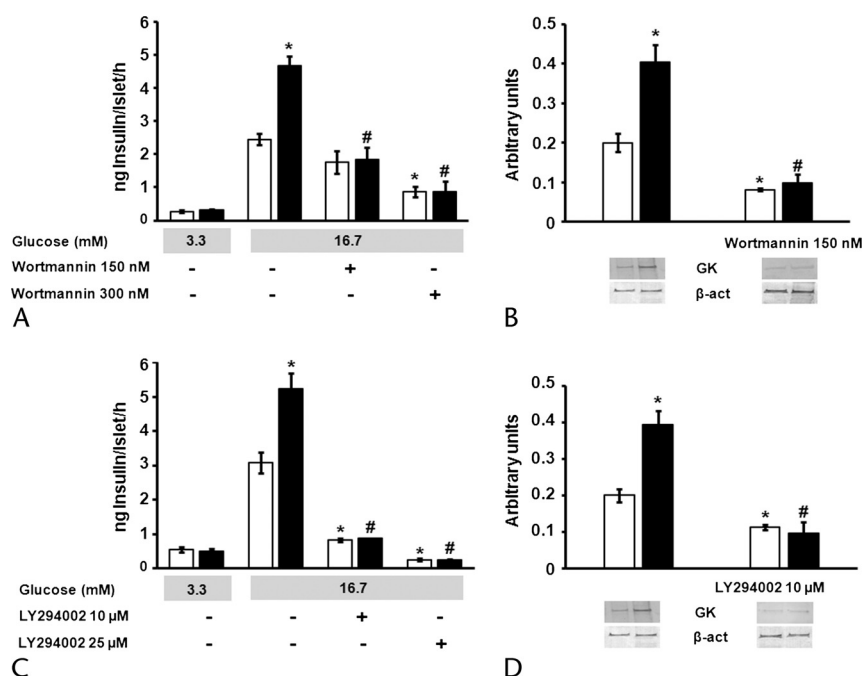 ng Insulin/Islet/h
6
5
4
3
2
1
0
*
#
*
#
Glucose (mM)
3.3
16.7
Wortmannin 150 nM
- - + -
Wortmannin 300 nM
- - - +
A
Arbitrary units
0.5
0.4
0.3
0.2
0.1
0
*
*
#
Wortmannin 150 nM
GK
β-act
B
ng Insulin/Islet/h
6
5
4
3
2
1
0
*
*
#
*
#
Glucose (mM)
3.3
16.7
LY294002 10 µM
- - + -
LY294002 25 µM
- - - +
C
Arbitrary units
0.5
0.4
0.3
0.2
0.1
0
*
*
#
LY294002 10 µM
GK
β-act
D